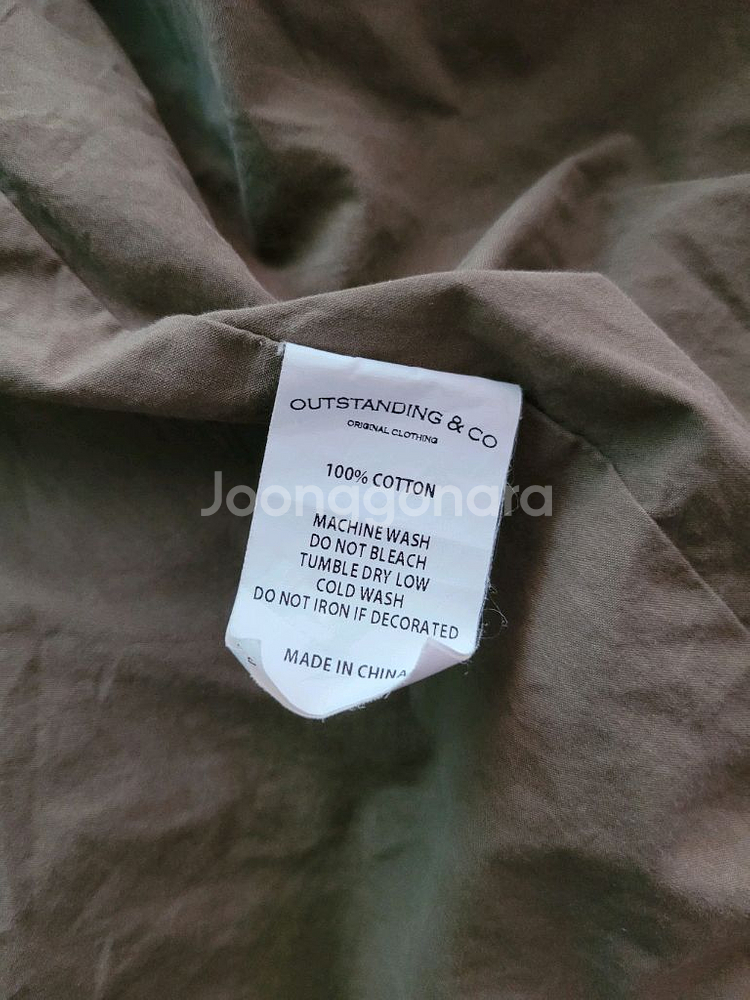 OUTSTANDING & CO
ORIGINAL CLOTHING
100% COTTON
Joonggonara
MACHINE WASH
DO NOT BLEACH
TUMBLE DRY LOW
COLD WASH
DO NOT IRON IF DECORATED
MADE IN CHINA